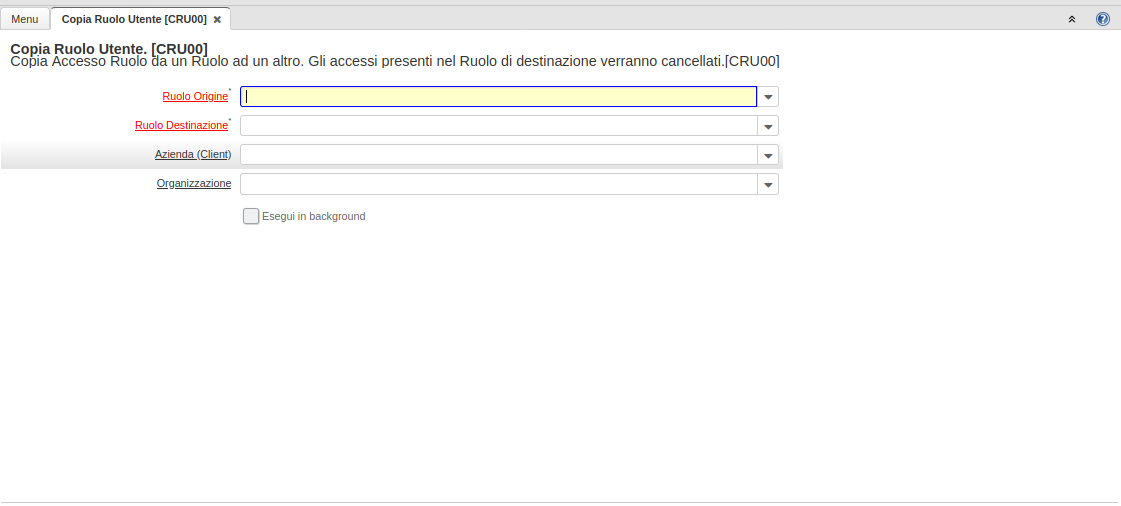 Menu
Copia Ruolo Utente [CRU00]
Copia Ruolo Utente. [CRU00]
Copia Accesso Ruolo da un Ruolo ad un altro. Gli accessi presenti nel Ruolo di destinazione verranno cancellati.[CRU00]
Ruolo Origine*
Ruolo Destinazione*
Azienda (Client)
Organizzazione
Esegui in background